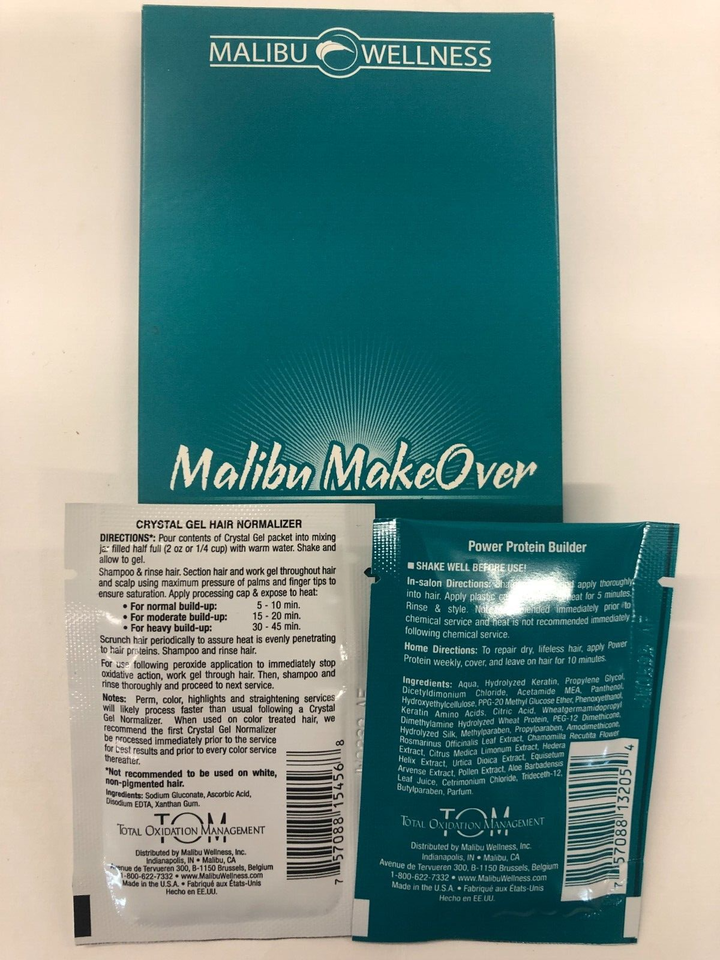 MALIBU WELLNESS
Malibu MakeOver
CRYSTAL GEL HAIR NORMALIZER
DIRECTIONS*: Pour contents of Crystal Gel packet into mixing
jar filled half full (2 oz or 1/4 cup) with warm water. Shake and
allow to gel.
Shampoo & rinse hair. Section hair and work gel throughout hair
and scalp using maximum pressure of palms and finger tips to
ensure saturation. Apply processing cap & expose to heat:
• For normal build-up: 5 - 10 min.
• For moderate build-up: 15 - 20 min.
• For heavy build-up: 30 - 45 min.
Scrunch hair periodically to assure heat is evenly penetrating
to hair proteins. Shampoo and rinse hair.
For use following peroxide application to immediately stop
oxidative action, work gel through hair. Then, shampoo and
rinse thoroughly and proceed to next service.
Notes: Perm, color, highlights and straightening services
will likely process faster than usual following a Crystal
Gel Normalizer. When used on color treated hair, we
recommend the first Crystal Gel Normalizer
be processed immediately prior to the service
for best results and prior to every color service
thereafter.
*Not recommended to be used on white,
non-pigmented hair.
Ingredients: Sodium Gluconate, Ascorbic Acid,
Disodium EDTA, Xanthan Gum.
TOM
TOTAL OXIDATION MANAGEMENT
Distributed by Malibu Wellness, Inc.
Indianapolis, IN • Malibu, CA
Avenue de Tervueren 300, B-1150 Brussels, Belgium
1-800-622-7332 • www.MalibuWellness.com
Made in the U.S.A. • Fabriqué aux États-Unis
Hecho en EE.UU.
7 57088 15456 8
Power Protein Builder
■ SHAKE WELL BEFORE USE!
In-salon Directions: apply thoroughly
into hair. Apply plastic heat for 5 minutes.
Rinse & style. immediately prior to
chemical service and heat is not recommended immediately
following chemical service.
Home Directions: To repair dry, lifeless hair, apply Power
Protein weekly, cover, and leave on hair for 10 minutes.
Ingredients: Aqua, Hydrolyzed Keratin, Propylene Glycol,
Dicetyldimonium Chloride, Acetamide MEA, Panthenol,
Hydroxyethylcellulose, PPG-20 Methyl Glucose Ether, Phenoxyethanol,
Keratin Amino Acids, Citric Acid, Wheatgermamidopropyl
Dimethylamine Hydrolyzed Wheat Protein, PEG-12 Dimethicone,
Hydrolyzed Silk, Methylparaben, Propylparaben, Amodimethicone,
Rosmarinus Officinalis Leaf Extract, Chamomilla Recutita Flower
Extract, Citrus Medica Limonum Extract, Hedera
Helix Extract, Urtica Dioica Extract, Equisetum
Arvense Extract, Pollen Extract, Aloe Barbadensis
Leaf Juice, Cetrimonium Chloride, Trideceth-12,
Butylparaben, Parfum.
TOM
TOTAL OXIDATION MANAGEMENT
Distributed by Malibu Wellness, Inc.
Indianapolis, IN • Malibu, CA
Avenue de Tervueren 300, B-1150 Brussels, Belgium
1-800-622-7332 • www.MalibuWellness.com
Made in the U.S.A. • Fabriqué aux États-Unis
Hecho en EE.UU.
7 57088 13205 4